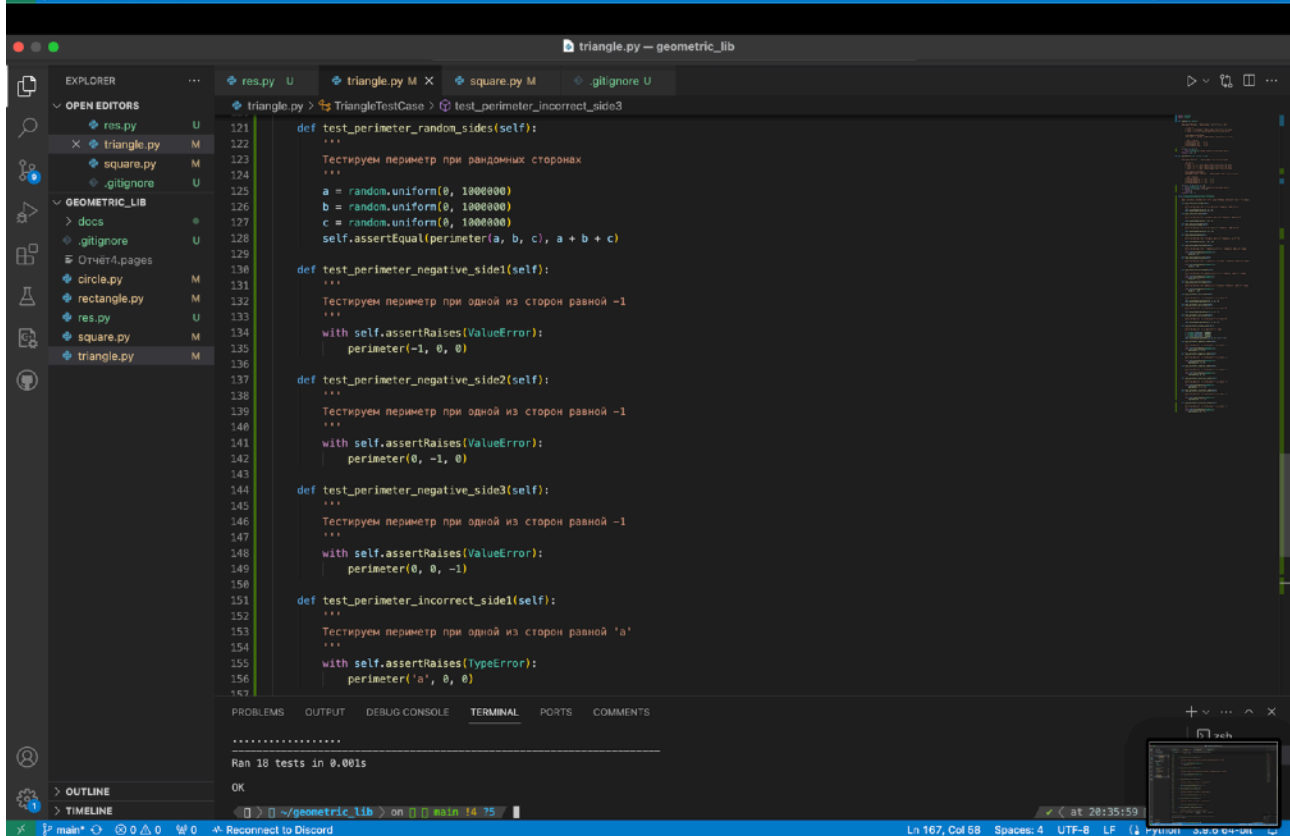 triangle.py — geometric_lib
EXPLORER
res.py U
triangle.py M
square.py M
.gitignore U
OPEN EDITORS
triangle.py > TriangleTestCase > test_perimeter_incorrect_side3
res.py U
triangle.py M
square.py M
.gitignore U
GEOMETRIC_LIB
docs
.gitignore U
Отчёт4.pages
circle.py M
rectangle.py M
res.py U
square.py M
triangle.py M
OUTLINE
TIMELINE
121 def test_perimeter_random_sides(self):
122 '''
123 Тестируем периметр при рандомных сторонах
124 '''
125 a = random.uniform(0, 1000000)
126 b = random.uniform(0, 1000000)
127 c = random.uniform(0, 1000000)
128 self.assertEqual(perimeter(a, b, c), a + b + c)
129
130 def test_perimeter_negative_side1(self):
131 '''
132 Тестируем периметр при одной из сторон равной -1
133 '''
134 with self.assertRaises(ValueError):
135 perimeter(-1, 0, 0)
136
137 def test_perimeter_negative_side2(self):
138 '''
139 Тестируем периметр при одной из сторон равной -1
140 '''
141 with self.assertRaises(ValueError):
142 perimeter(0, -1, 0)
143
144 def test_perimeter_negative_side3(self):
145 '''
146 Тестируем периметр при одной из сторон равной -1
147 '''
148 with self.assertRaises(ValueError):
149 perimeter(0, 0, -1)
150
151 def test_perimeter_incorrect_side1(self):
152 '''
153 Тестируем периметр при одной из сторон равной 'a'
154 '''
155 with self.assertRaises(TypeError):
156 perimeter('a', 0, 0)
157
PROBLEMS OUTPUT DEBUG CONSOLE TERMINAL PORTS COMMENTS
zsh
..................
Ran 18 tests in 0.001s
OK
~/geometric_lib > on main !4 ?5
at 20:35:59
main* 0 0 0 Reconnect to Discord
Ln 167, Col 58 Spaces: 4 UTF-8 LF Python